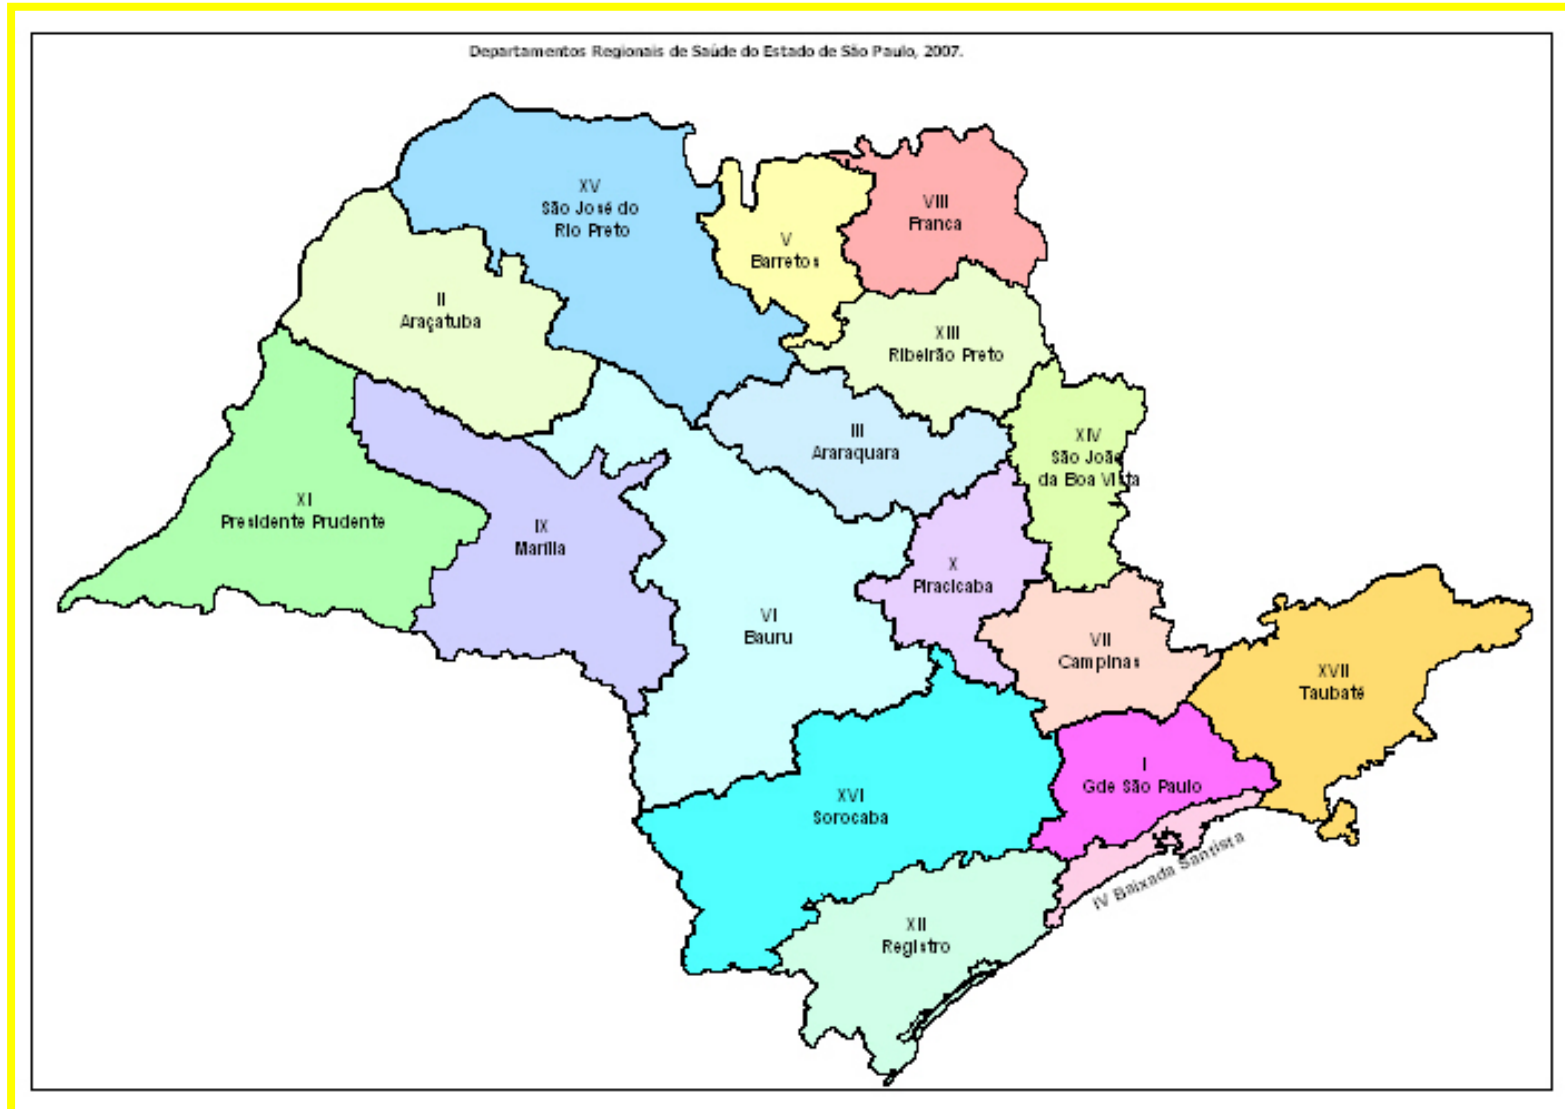 Departamentos Regionais de Saúde do Estado de São Paulo, 2007.
XV
São José do
Rio Preto
VIII
Franca
V
Barretos
II
Araçatuba
XIII
Ribeirão Preto
III
Araraquara
XIV
São João
da Boa Vista
XI
Presidente Prudente
IX
Marília
X
Piracicaba
VI
Bauru
VII
Campinas
XVII
Taubaté
I
Gde São Paulo
XVI
Sorocaba
IV Baixada Santista
XII
Registro